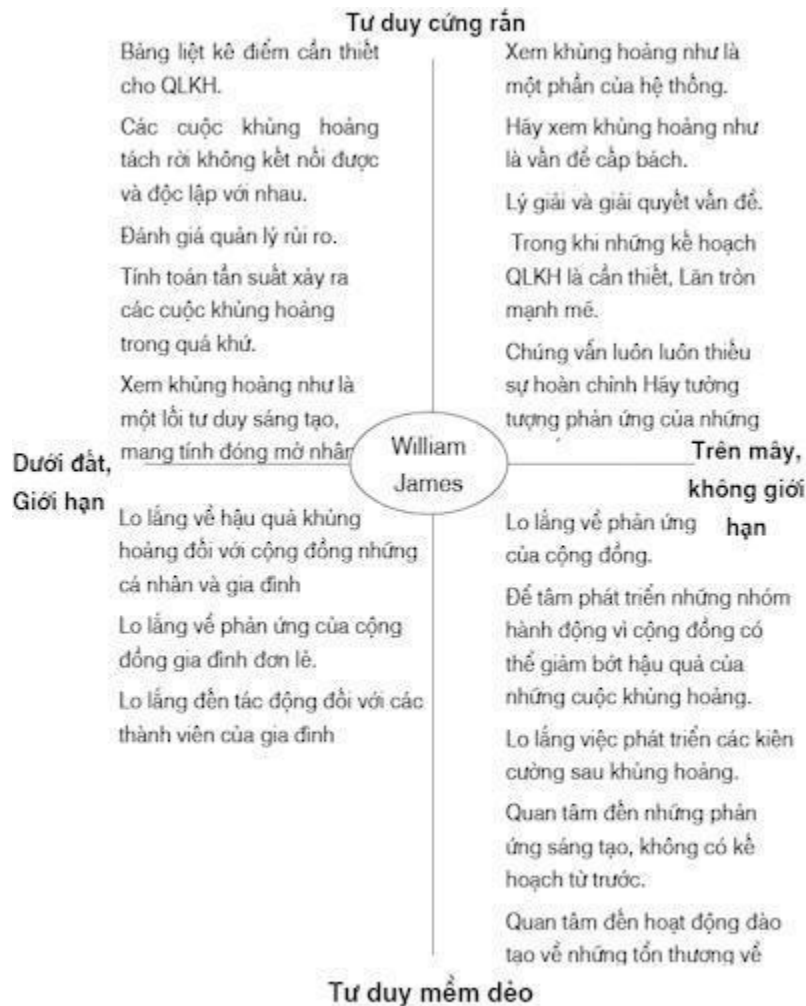 Tư duy cứng rắn
Bảng liệt kê điểm cần thiết
cho QLKH.
Các cuộc khủng hoảng
tách rời không kết nối được
và độc lập với nhau.
Đánh giá quản lý rủi ro.
Tính toán tần suất xảy ra
các cuộc khủng hoảng
trong quá khứ.
Xem khủng hoảng như là
một lối tư duy sáng tạo,
mang tính đóng mở nhân
Xem khủng hoảng như là
một phần của hệ thống.
Hãy xem khủng hoảng như
là vấn đề cấp bách.
Lý giải và giải quyết vấn đề.
Trong khi những kế hoạch
QLKH là cần thiết, Lăn tròn
mạnh mẽ.
Chúng vẫn luôn luôn thiếu
sự hoàn chỉnh Hãy tưởng
tượng phản ứng của những
Dưới đất,
Giới hạn
William
James
Trên mây,
không giới
hạn
Lo lắng về hậu quả khủng
hoảng đối với cộng đồng những
cá nhân và gia đình
Lo lắng về phản ứng của cộng
đồng gia đình đơn lẻ.
Lo lắng đến tác động đối với các
thành viên của gia đình
Lo lắng về phản ứng
của cộng đồng.
Để tâm phát triển những nhóm
hành động vì cộng đồng có
thể giảm bớt hậu quả của
những cuộc khủng hoảng.
Lo lắng việc phát triển các kiên
cường sau khủng hoảng.
Quan tâm đến những phản
ứng sáng tạo, không có kế
hoạch từ trước.
Quan tâm đến hoạt động đào
tạo về những tổn thương về
Tư duy mềm dẻo